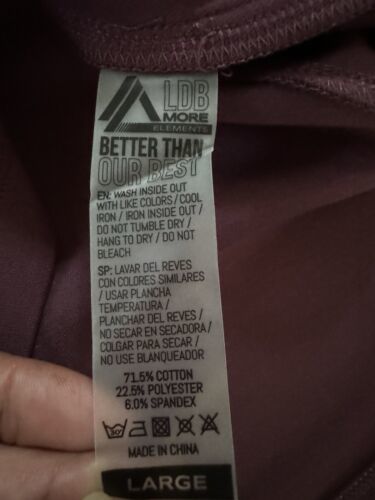 LDB
MORE
ELEMENTS
BETTER THAN
OUR BEST
EN: WASH INSIDE OUT
WITH LIKE COLORS / COOL
IRON / IRON INSIDE OUT /
DO NOT TUMBLE DRY /
HANG TO DRY / DO NOT
BLEACH
SP: LAVAR DEL REVES
CON COLORES SIMILARES
/ USAR PLANCHA
TEMPERATURA /
PLANCHAR DEL REVES /
NO SECAR EN SECADORA /
COLGAR PARA SECAR /
NO USE BLANQUEADOR
71.5% COTTON
22.5% POLYESTER
6.0% SPANDEX
30°
MADE IN CHINA
LARGE